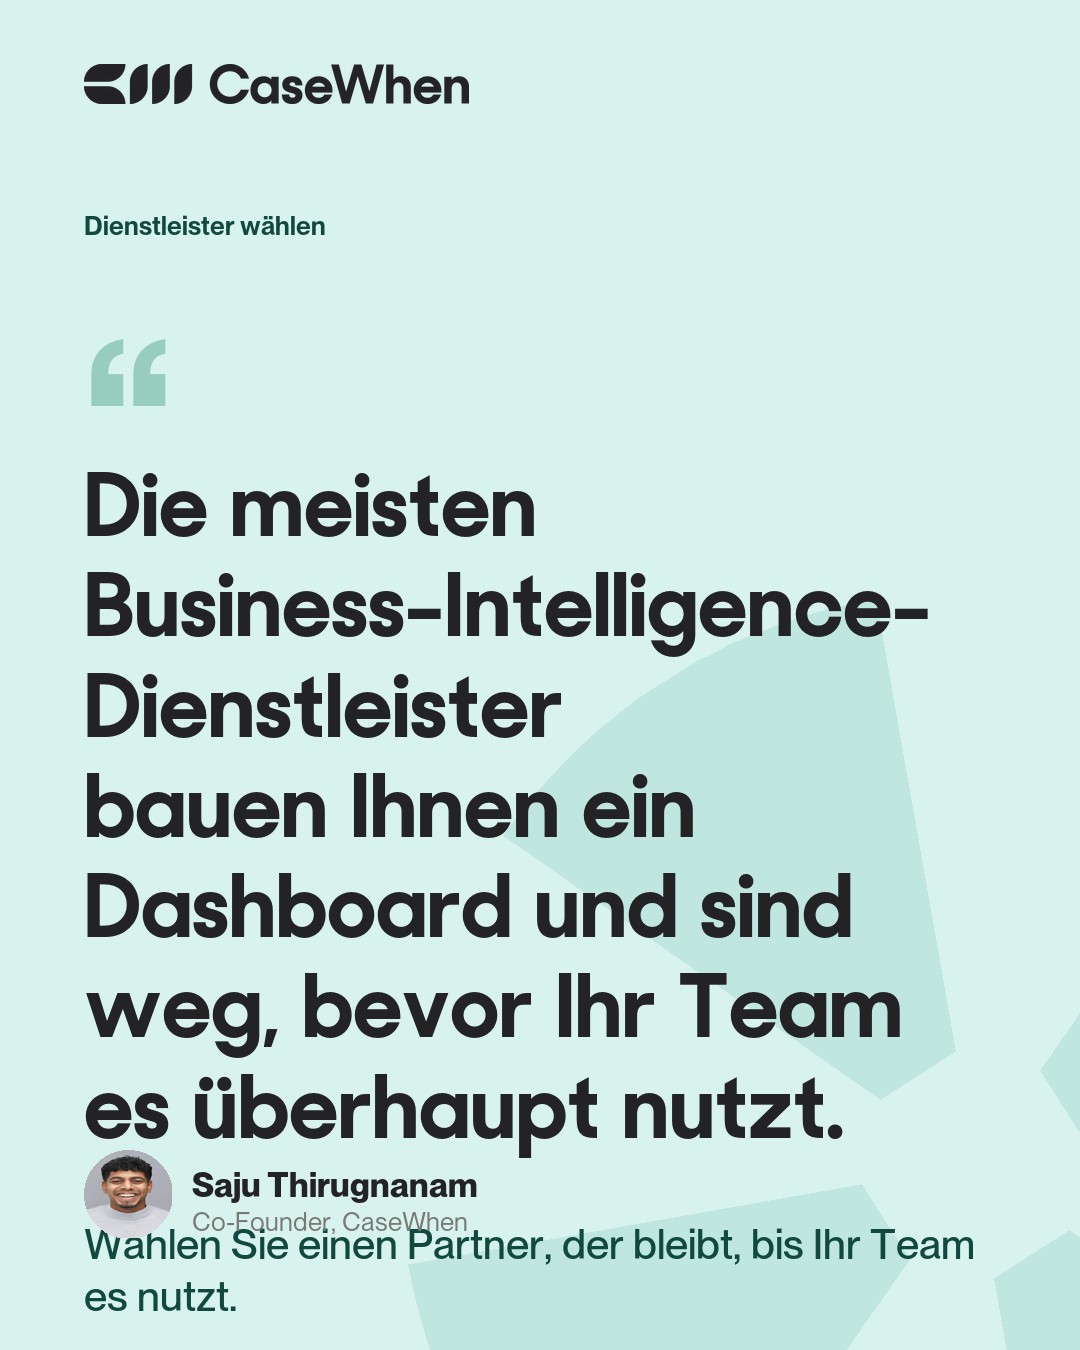 CaseWhen
Dienstleister wählen
“
Die meisten
Business-Intelligence-
Dienstleister
bauen Ihnen ein
Dashboard und sind
weg, bevor Ihr Team
es überhaupt nutzt.
Saju Thirugnanam
Co-Founder, CaseWhen
Wählen Sie einen Partner, der bleibt, bis Ihr Team
es nutzt.